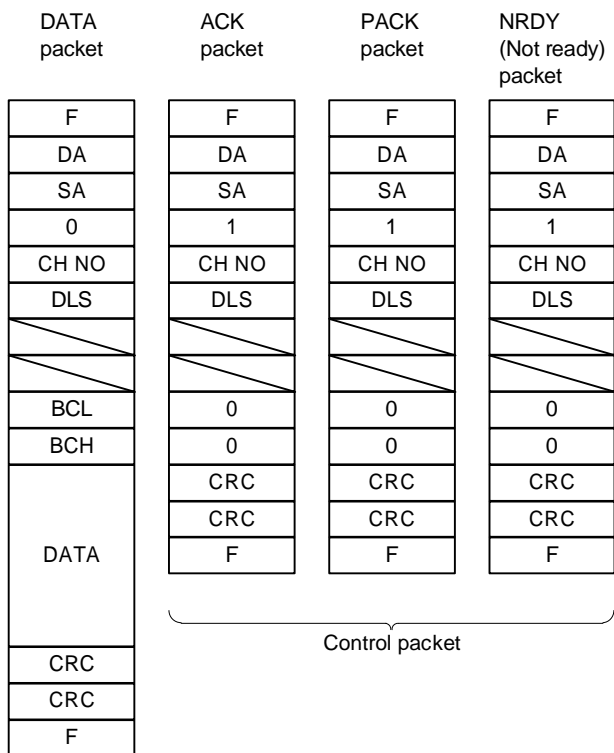 DATA packet
ACK packet
PACK packet
NRDY (Not ready) packet
F F F F
DA DA DA DA
SA SA SA SA
0 1 1 1
CH NO CH NO CH NO CH NO
DLS DLS DLS DLS
BCL 0 0 0
BCH 0 0 0
CRC CRC CRC
CRC CRC CRC
DATA F F F
Control packet
CRC
CRC
F